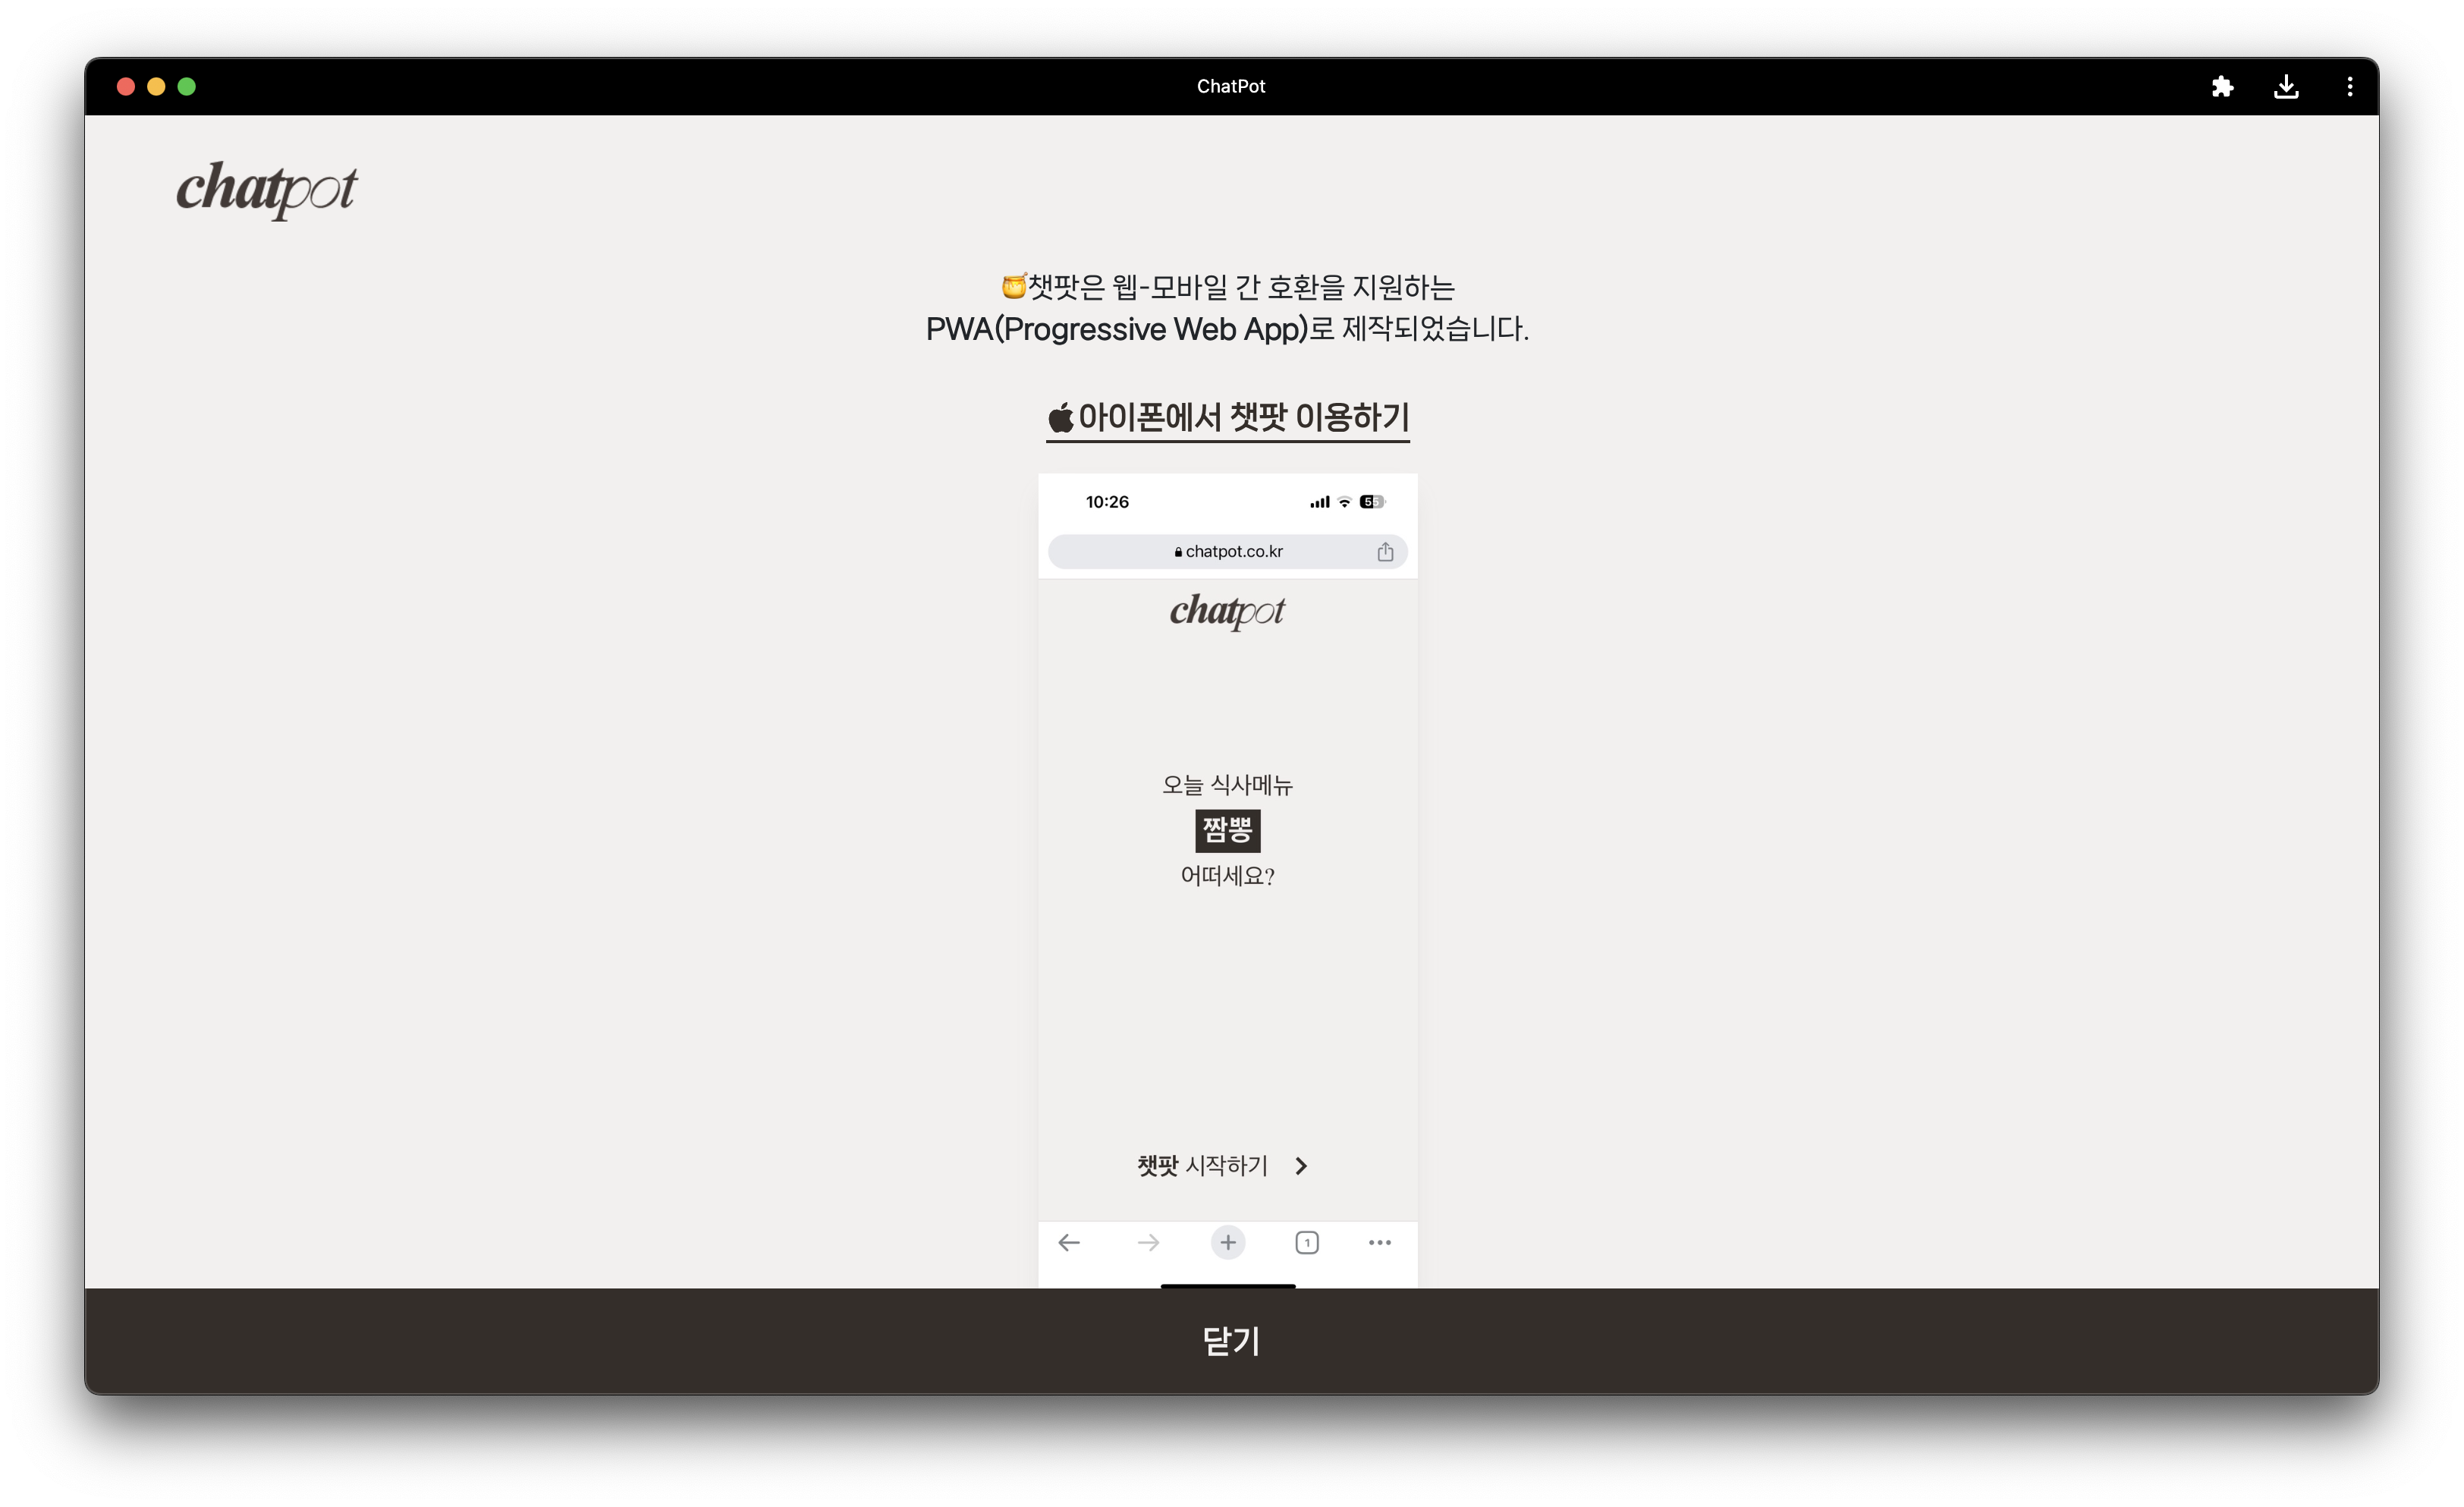 ChatPot
chatpot
🍯챗팟은 웹-모바일 간 호환을 지원하는
PWA(Progressive Web App)로 제작되었습니다.
아이폰에서 챗팟 이용하기
10:26
55
chatpot.co.kr
chatpot
오늘 식사메뉴
짬뽕
어떠세요?
챗팟 시작하기
1
닫기